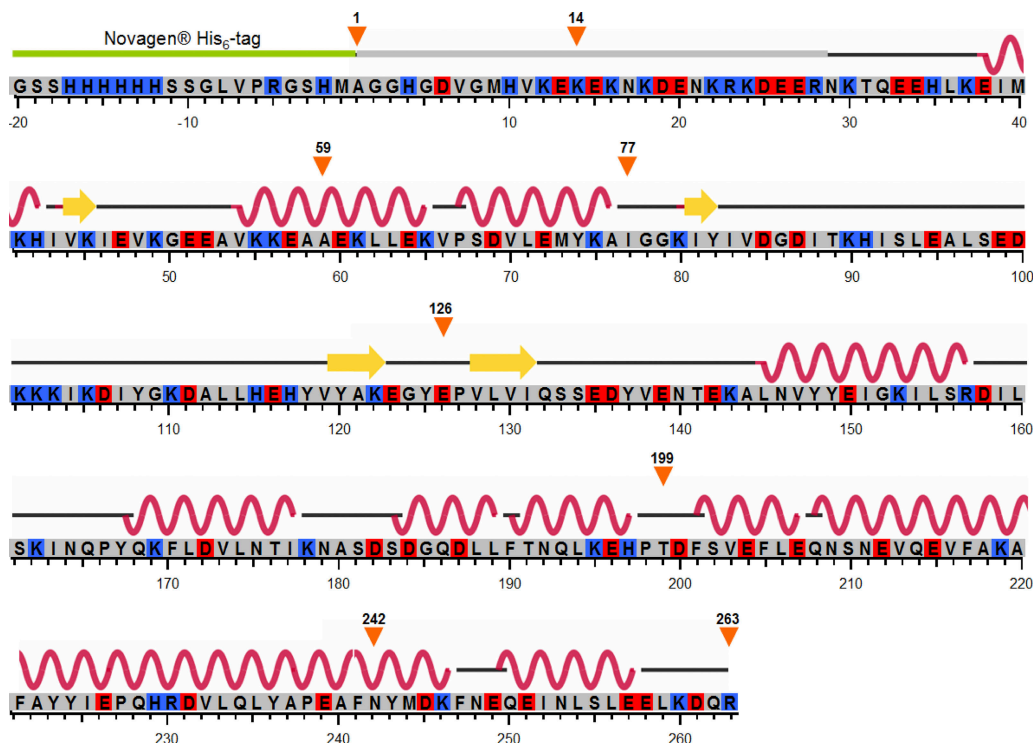 1 14
Novagen® His6-tag
GSSHHHHHHSSGLVPRGSHMAGGHGDVGMHVKEKEKNKDENKRKDEERNKTQEEHLKEIM
-20 -10 10 20 30 40
59 77
KHIVKIEVKGEEAVKKEAAEKLLEKVPSDVLEMYKAIGGKIYIVDGDITKHISLEALSED
50 60 70 80 90 100
126
KKKIKDIYGKDALLHEHYVYAKEGYEPVLVIQSSEDYVENTEKALNVYYEIGKILSRDIL
110 120 130 140 150 160
199
SKINQPYQKFLDVLNTIKNASDSDGQDLLFTNQLKEHPTDFSVEFLEQNSNEVQEVFAKA
170 180 190 200 210 220
242 263
FAYYIEPQHRDVLQLYAPEAFNYMDKFNEQEINLSLEELKDQR
230 240 250 260